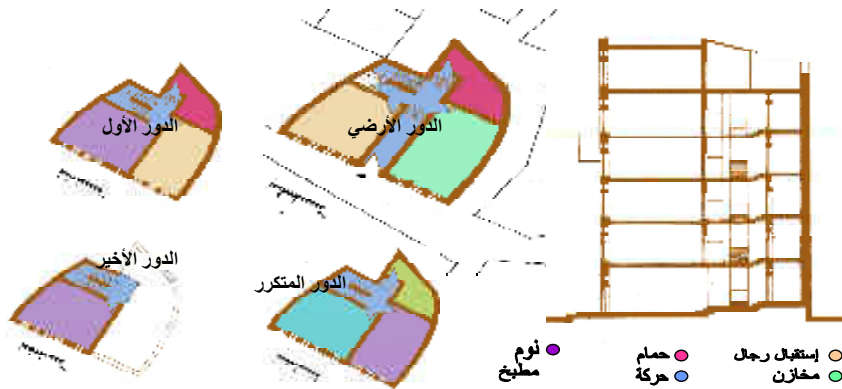 الدور الأرضي
الدور الأول
الدور المتكرر
الدور الأخير
إستقبال رجال
حمام
نوم
مخازن
حركة
مطبخ